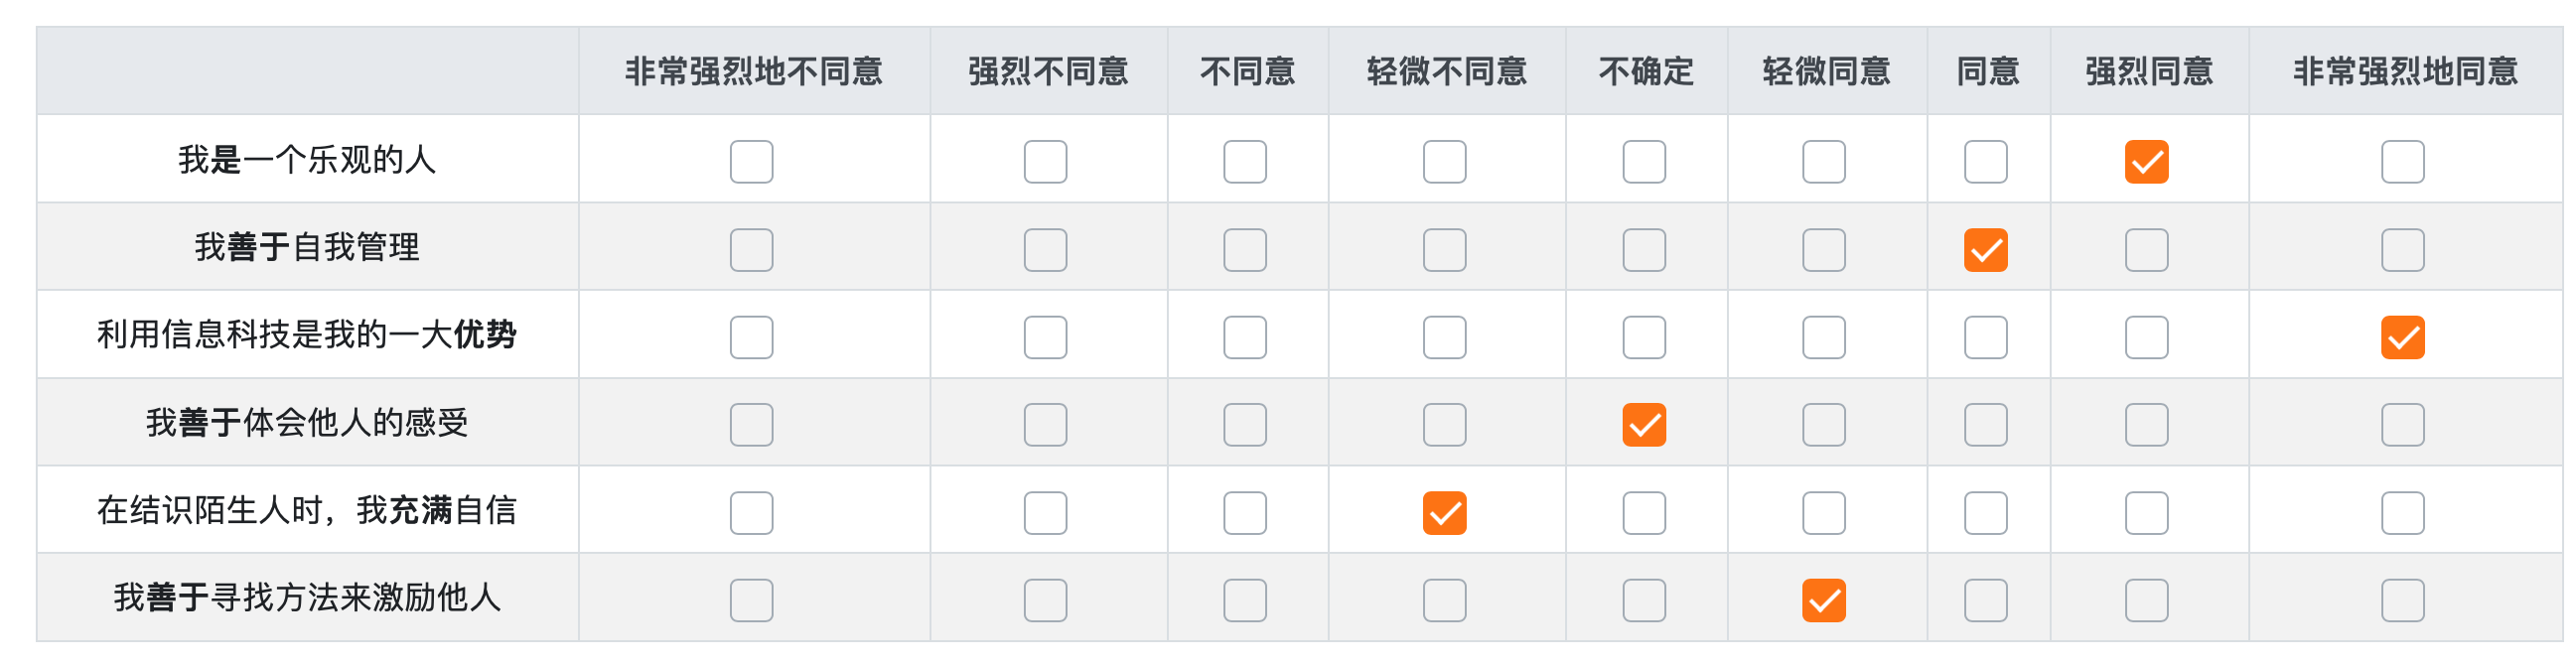 非常强烈地不同意 强烈不同意 不同意 轻微不同意 不确定 轻微同意 同意 强烈同意 非常强烈地同意
我是一个乐观的人
我善于自我管理
利用信息科技是我的一大优势
我善于体会他人的感受
在结识陌生人时，我充满自信
我善于寻找方法来激励他人